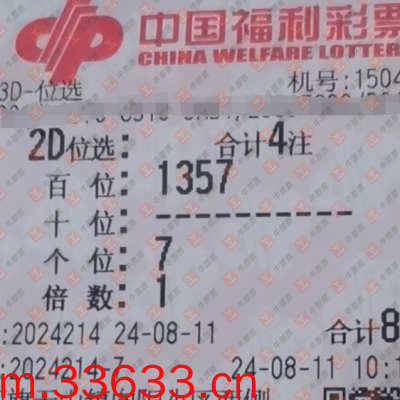 中国福利彩票
CHINA WELFARE LOTTERY
3D-位选 机号:1504
2D位选: 合计4注
百 位: 1357
十 位: -----------
个 位: 7
倍 数: 1
:2024214 24-08-11 合计8
:2024214 7 24-08-11 10:1
m.33633.cn